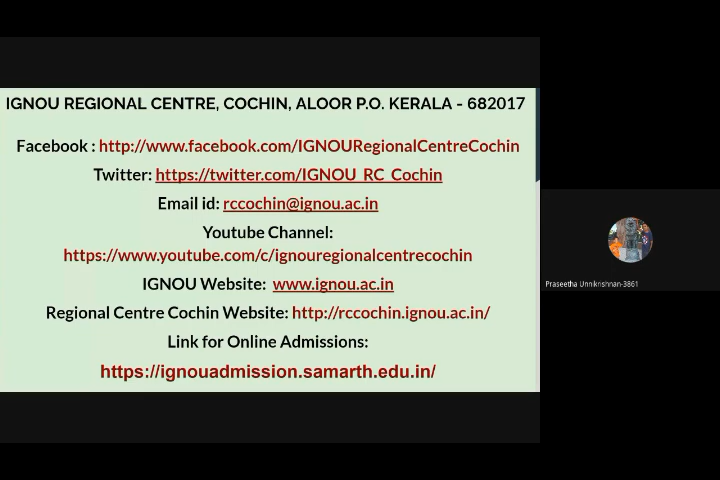 IGNOU REGIONAL CENTRE, COCHIN, ALOOR P.O. KERALA - 682017
Facebook : http://www.facebook.com/IGNOURegionalCentreCochin
Twitter: https://twitter.com/IGNOU_RC_Cochin
Email id: rccochin@ignou.ac.in
Youtube Channel:
https://www.youtube.com/c/ignouregionalcentrecochin
IGNOU Website: www.ignou.ac.in
Regional Centre Cochin Website: http://rccochin.ignou.ac.in/
Link for Online Admissions:
https://ignouadmission.samarth.edu.in/
Praseetha Unnikrishnan-3861